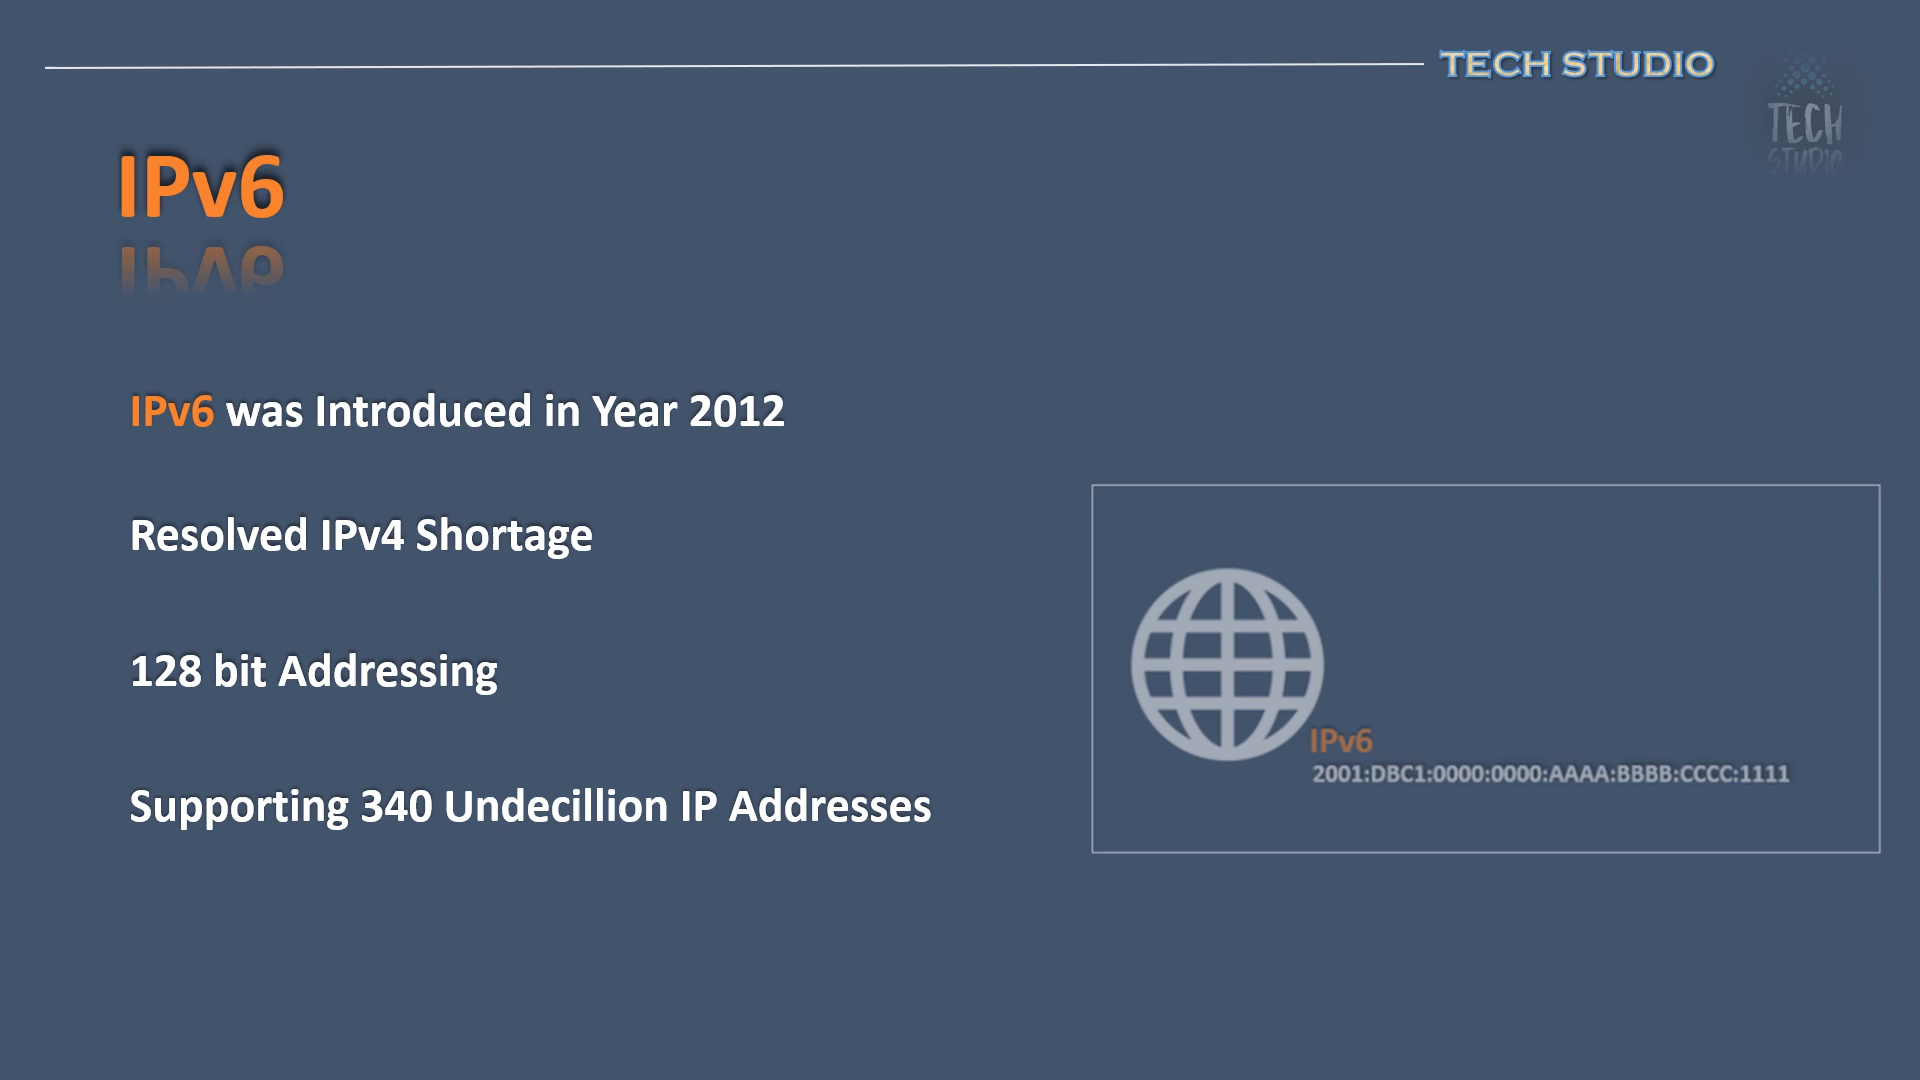 TECH STUDIO
TECH
STUDIO
IPv6
IPv6 was Introduced in Year 2012
Resolved IPv4 Shortage
128 bit Addressing
Supporting 340 Undecillion IP Addresses
IPv6
2001:DBC1:0000:0000:AAAA:BBBB:CCCC:1111